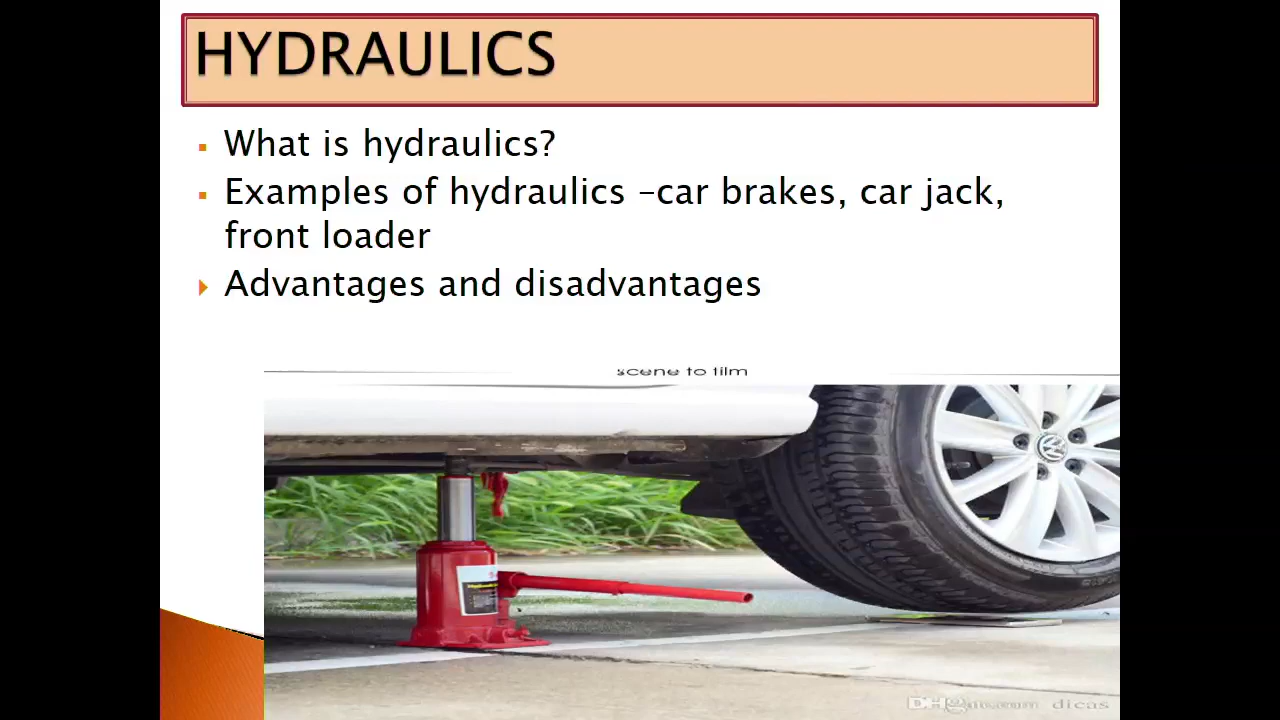 HYDRAULICS
What is hydraulics?
Examples of hydraulics –car brakes, car jack,
front loader
Advantages and disadvantages
scene to film
dicas